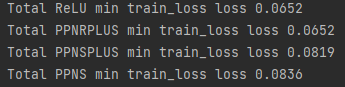 Total ReLU min train_loss loss 0.0652
Total PPNRPLUS min train_loss loss 0.0652
Total PPNSPLUS min train_loss loss 0.0819
Total PPNS min train_loss loss 0.0836